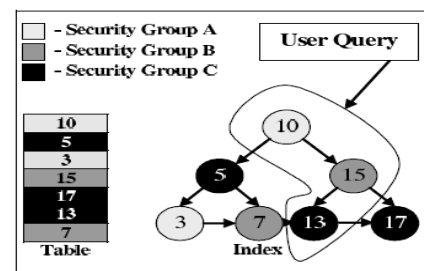 - Security Group A
- Security Group B
- Security Group C
User Query
10
5
3
15
17
13
7
Table
10
5
15
3
7
13
17
Index